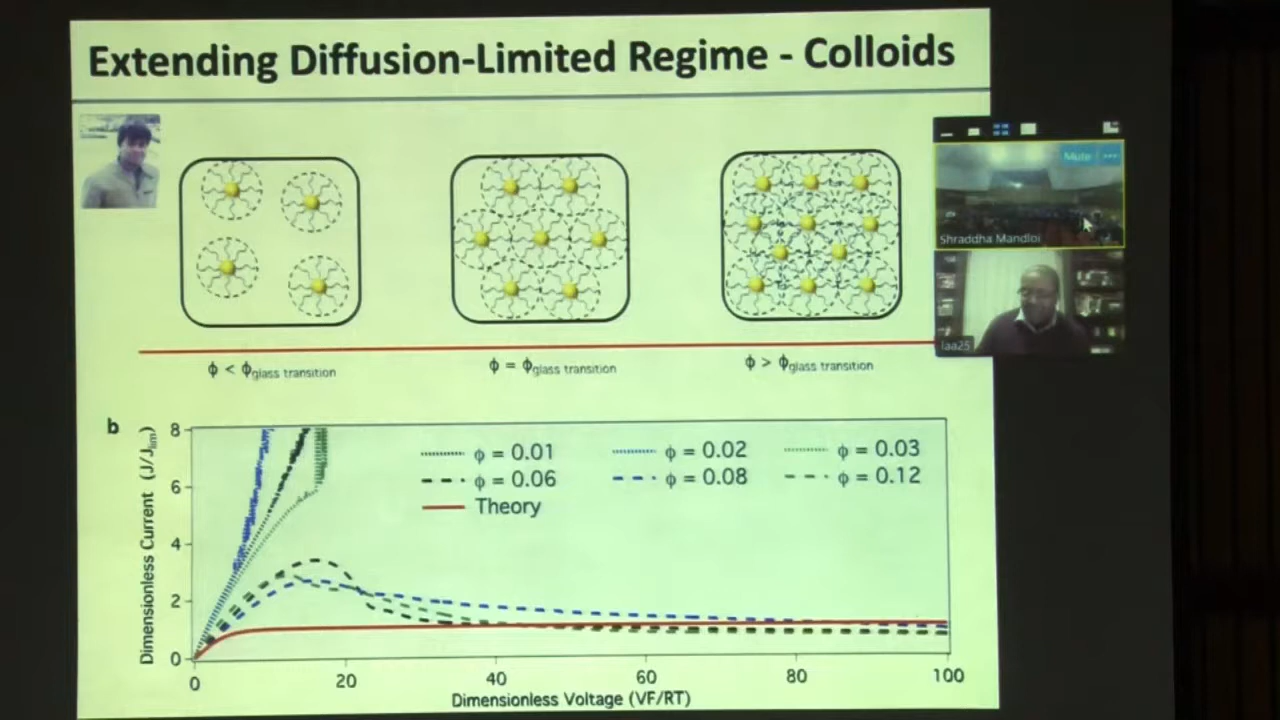 Extending Diffusion-Limited Regime - Colloids
Mute
Shraddha Mandloi
laa25
ϕ < ϕglass transition
ϕ = ϕglass transition
ϕ > ϕglass transition
b
Dimensionless Current (J/Jlim)
8
6
4
2
0
ϕ = 0.01
ϕ = 0.02
ϕ = 0.03
ϕ = 0.06
ϕ = 0.08
ϕ = 0.12
Theory
0
20
40
60
80
100
Dimensionless Voltage (VF/RT)